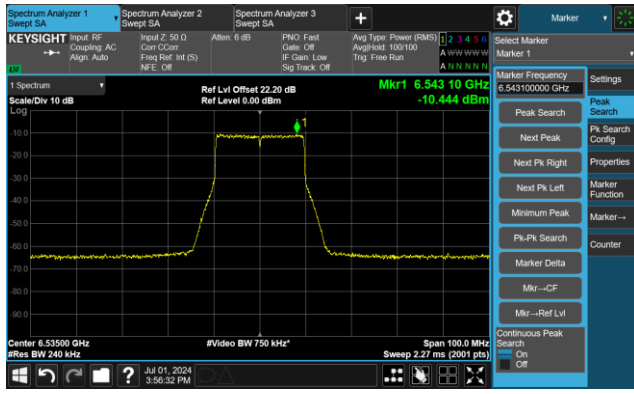 Spectrum Analyzer 1
Swept SA
Spectrum Analyzer 2
Swept SA
Spectrum Analyzer 3
Swept SA
+
Marker
KEYSIGHT
Input: RF
Coupling: AC
Align: Auto
Input Z: 50 Ω
Corr CCorr
Freq Ref: Int (S)
NFE: Off
Atten: 6 dB
PNO: Fast
Gate: Off
IF Gain: Low
Sig Track: Off
Avg Type: Power (RMS)
Avg|Hold: 100/100
Trig: Free Run
1 2 3 4 5 6
A W W W W W
A N N N N N
Select Marker
Marker 1
1 Spectrum
Scale/Div 10 dB
Ref Lvl Offset 22.20 dB
Ref Level 0.00 dBm
Mkr1 6.543 10 GHz
-10.444 dBm
Log
1
-10.0
-20.0
-30.0
-40.0
-50.0
-60.0
-70.0
-80.0
-90.0
Center 6.53500 GHz
#Res BW 240 kHz
#Video BW 750 kHz*
Span 100.0 MHz
Sweep 2.27 ms (2001 pts)
Marker Frequency
6.543100000 GHz
Peak Search
Next Peak
Next Pk Right
Next Pk Left
Minimum Peak
Pk-Pk Search
Marker Delta
Mkr→CF
Mkr→Ref Lvl
Continuous Peak
Search
On
Off
Settings
Peak
Search
Pk Search
Config
Properties
Marker
Function
Marker→
Counter
?
Jul 01, 2024
3:56:32 PM